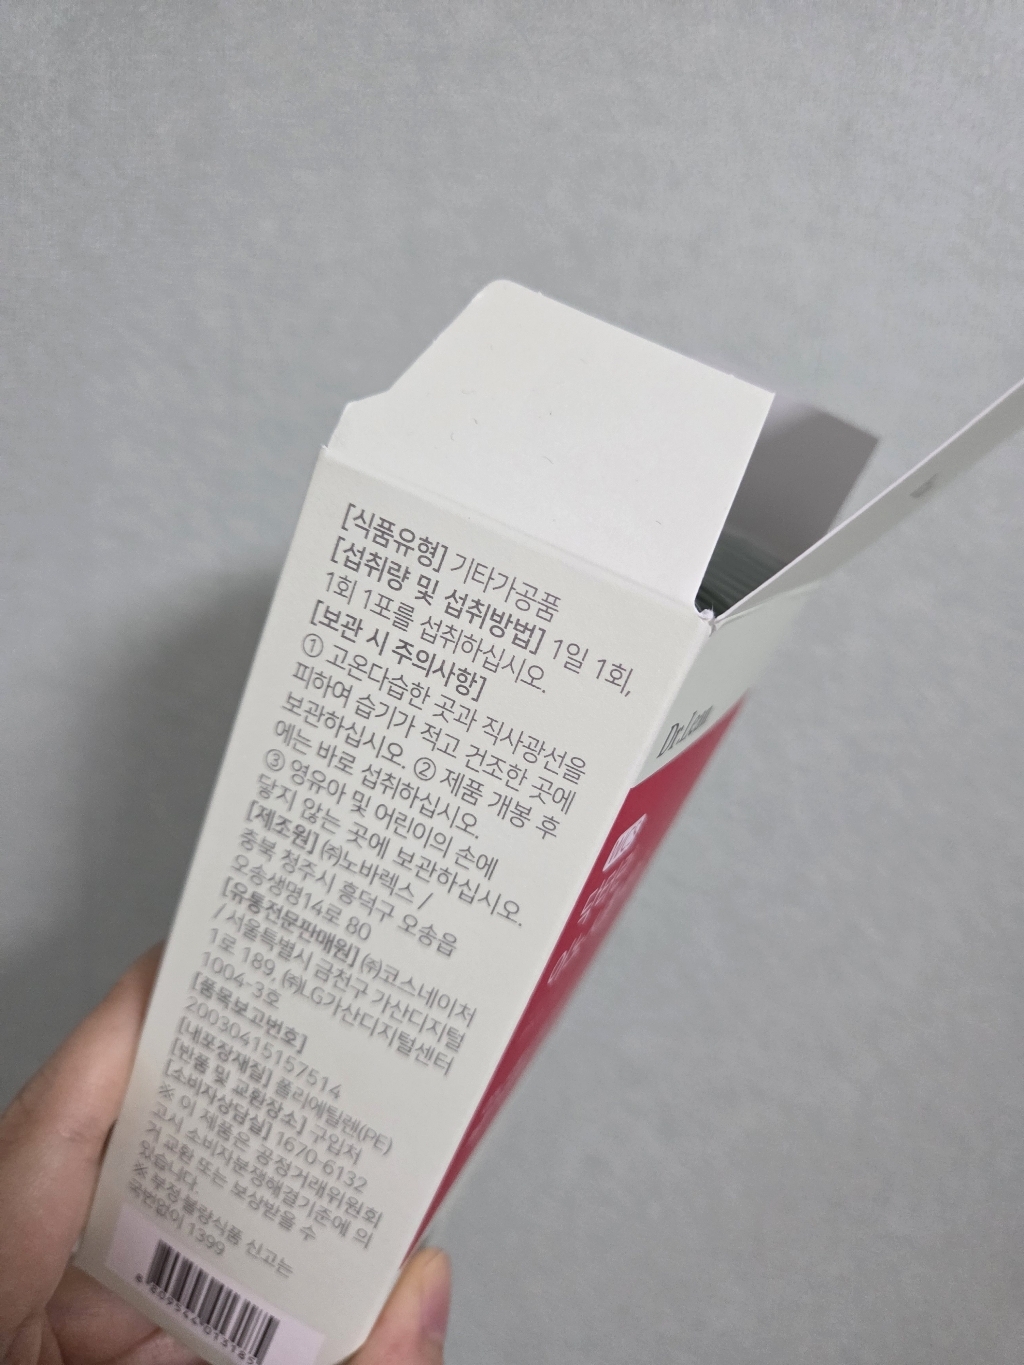 [식품유형] 기타가공품
[섭취량 및 섭취방법] 1일 1회,
1회 1포를 섭취하십시오.
[보관 시 주의사항]
① 고온다습한 곳과 직사광선을
피하여 습기가 적고 건조한 곳에
보관하십시오. ② 제품 개봉 후
에는 바로 섭취하십시오.
③ 영유아 및 어린이의 손에
닿지 않는 곳에 보관하십시오.
[제조원] ㈜노바렉스 /
충북 청주시 흥덕구 오송읍
오송생명14로 80
[유통전문판매원] ㈜코스네이처
/ 서울특별시 금천구 가산디지털
1로 189, ㈜LG가산디지털센터
1004-3호
[품목보고번호]
20030415157514
[내포장재질] 폴리에틸렌(PE)
[반품 및 교환장소] 구입처
[소비자상담실] 1670-6132
※ 이 제품은 공정거래위원회
고시 소비자분쟁해결기준에 의
거 교환 또는 보상받을 수
있습니다.
※ 부정·불량식품 신고는
국번없이 1399
Dr.